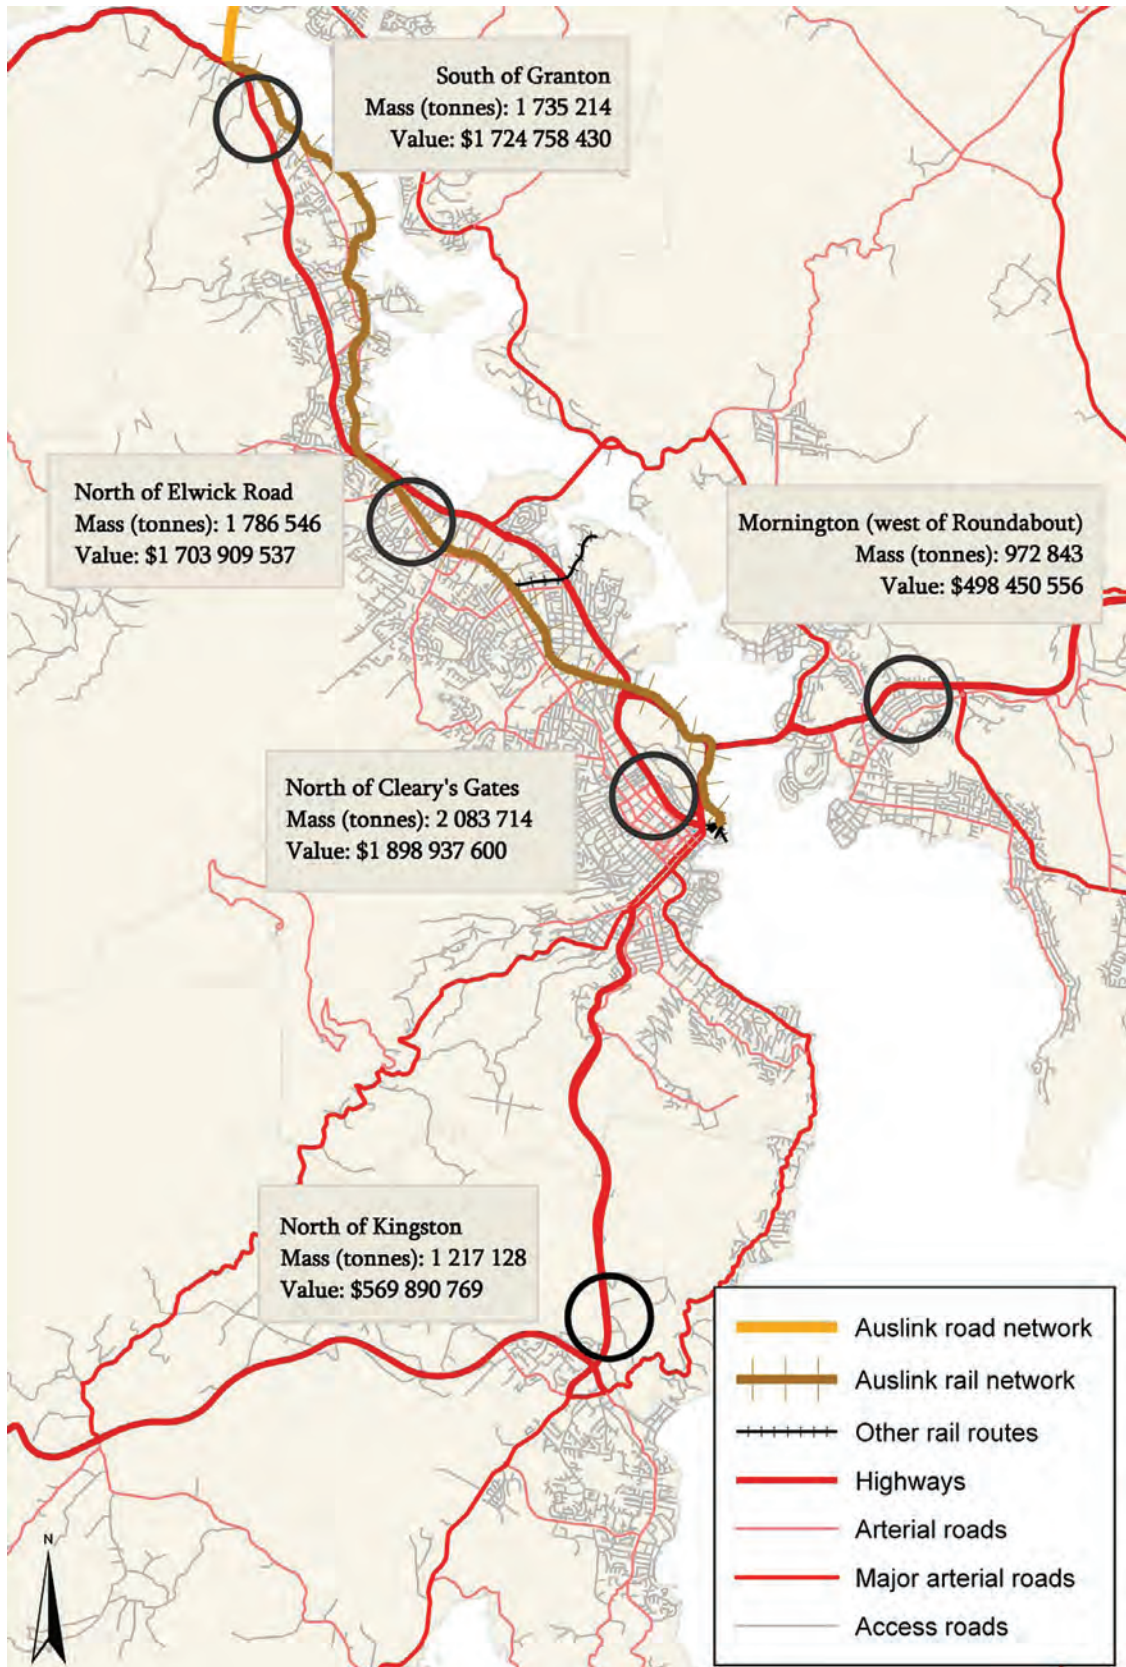 South of Granton
Mass (tonnes): 1 735 214
Value: $1 724 758 430
North of Elwick Road
Mass (tonnes): 1 786 546
Value: $1 703 909 537
Mornington (west of Roundabout)
Mass (tonnes): 972 843
Value: $498 450 556
North of Cleary's Gates
Mass (tonnes): 2 083 714
Value: $1 898 937 600
North of Kingston
Mass (tonnes): 1 217 128
Value: $569 890 769
Auslink road network
Auslink rail network
Other rail routes
Highways
Arterial roads
Major arterial roads
Access roads
N